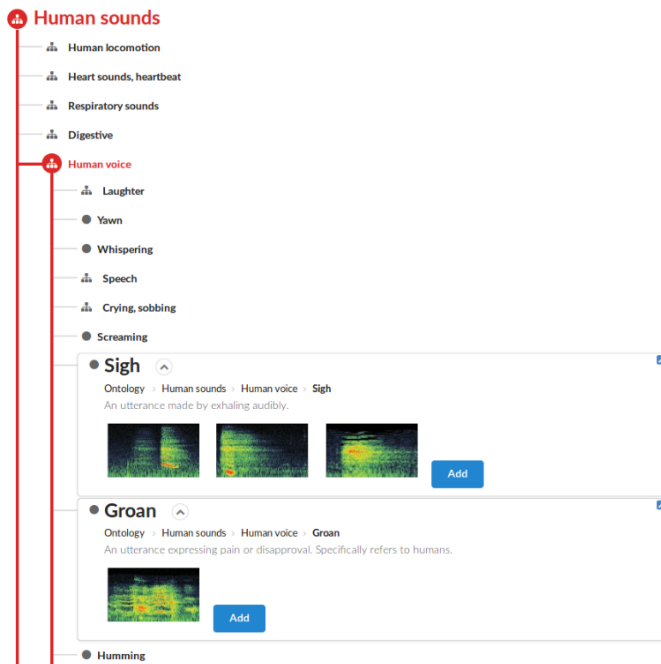 Human sounds
Human locomotion
Heart sounds, heartbeat
Respiratory sounds
Digestive
Human voice
Laughter
Yawn
Whispering
Speech
Crying, sobbing
Screaming
Sigh
Ontology > Human sounds > Human voice > Sigh
An utterance made by exhaling audibly.
Add
Groan
Ontology > Human sounds > Human voice > Groan
An utterance expressing pain or disapproval. Specifically refers to humans.
Add
Humming